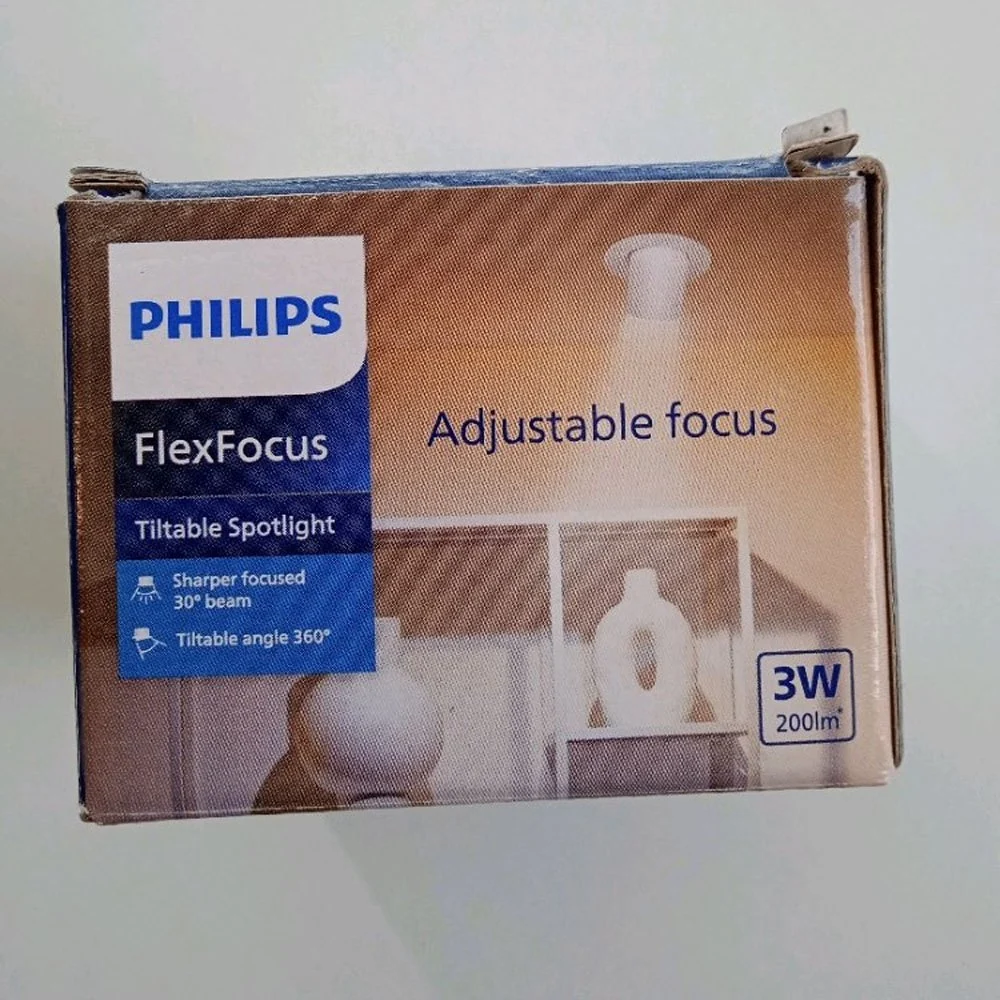 PHILIPS
FlexFocus
Tiltable Spotlight
Sharper focused
30° beam
Tiltable angle 360°
Adjustable focus
3W
200lm*